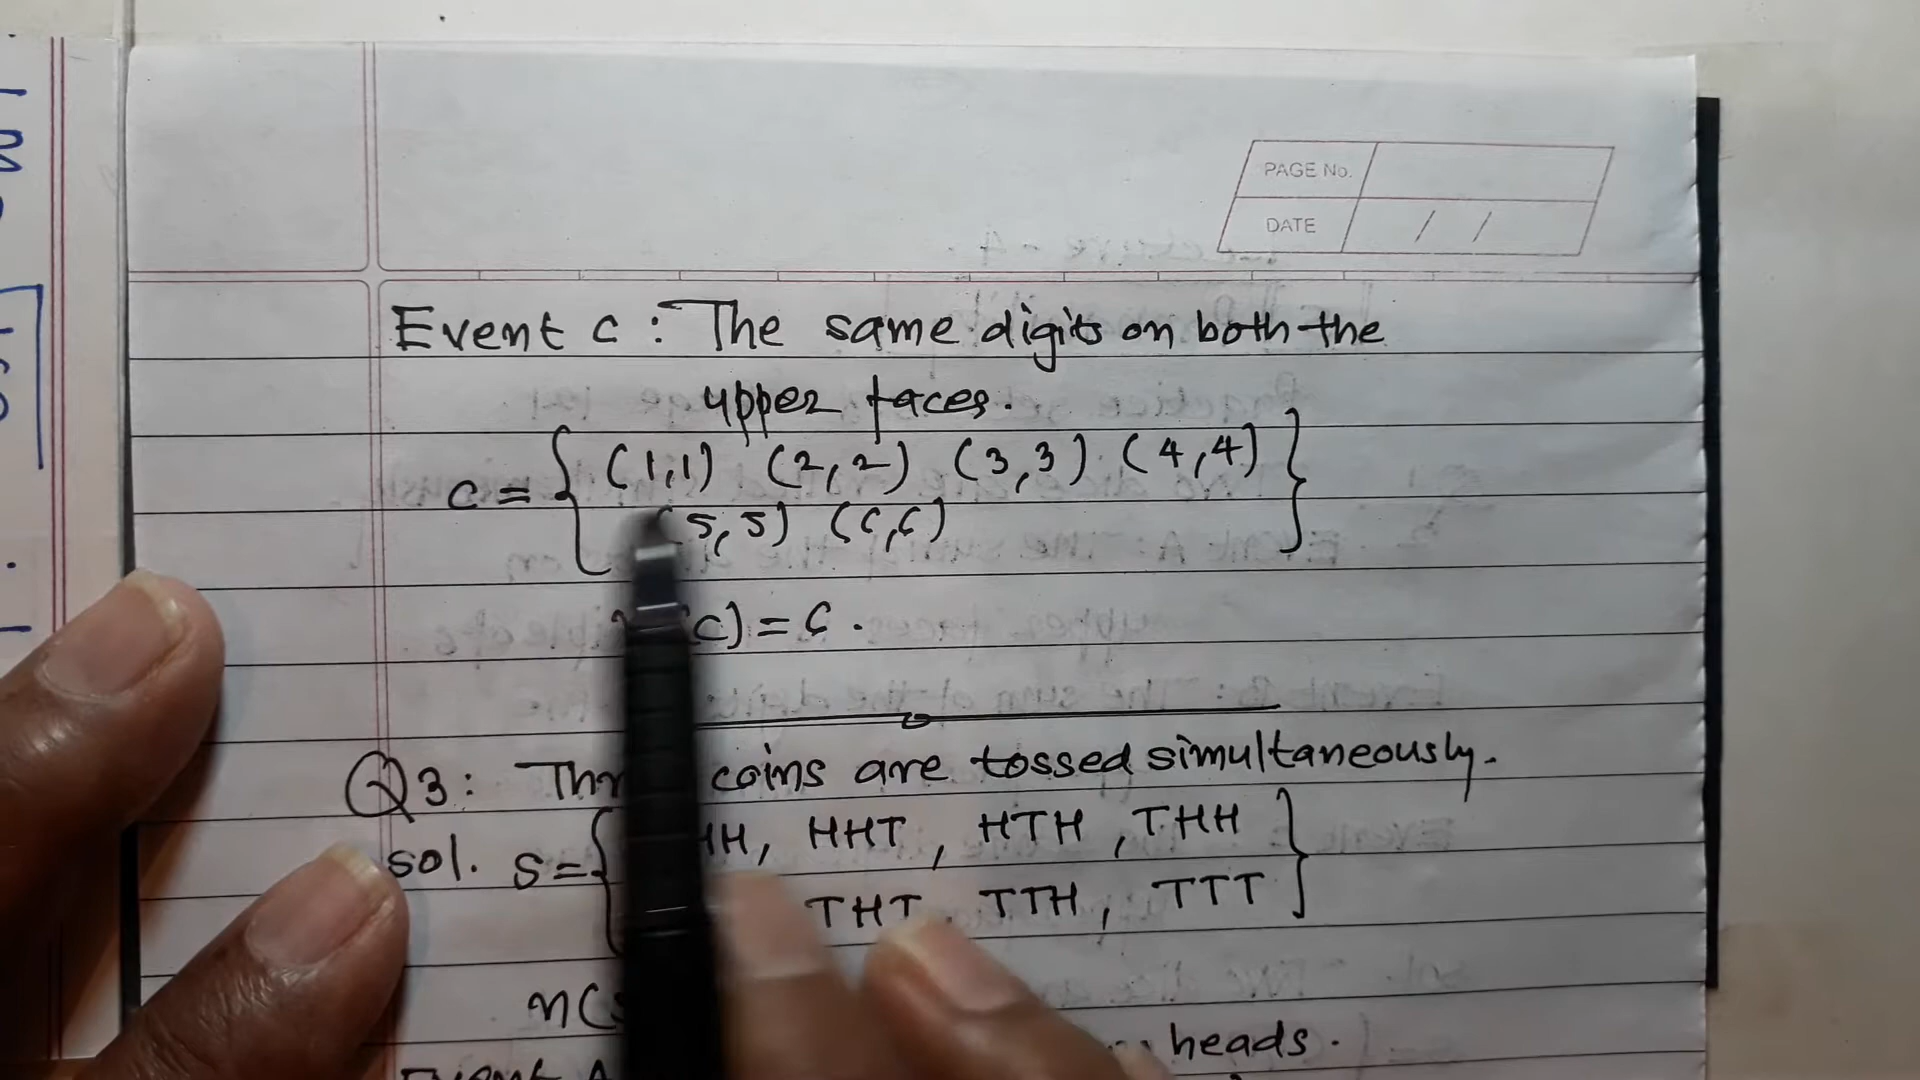 PAGE No.
DATE / /
Event C : The same digits on both the
upper faces.
C = { (1,1) (2,2) (3,3) (4,4)
(5,5) (6,6) }
(C) = 6 .
Q3 : coins are tossed simultaneously.
Sol. S = { HH, HHT, HTH, THH
THT, TTH, TTT }
n(
heads.